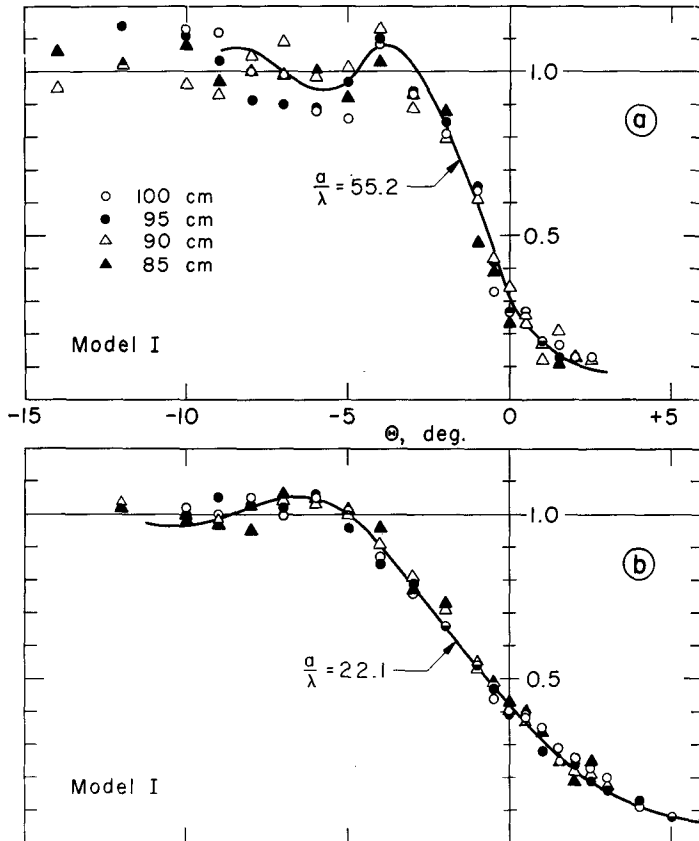 1.0
ⓐ
a/λ = 55.2
○ 100 cm
● 95 cm
△ 90 cm
▲ 85 cm
0.5
Model I
-15 -10 -5 0 +5
Θ, deg.
1.0
ⓑ
a/λ = 22.1
0.5
Model I